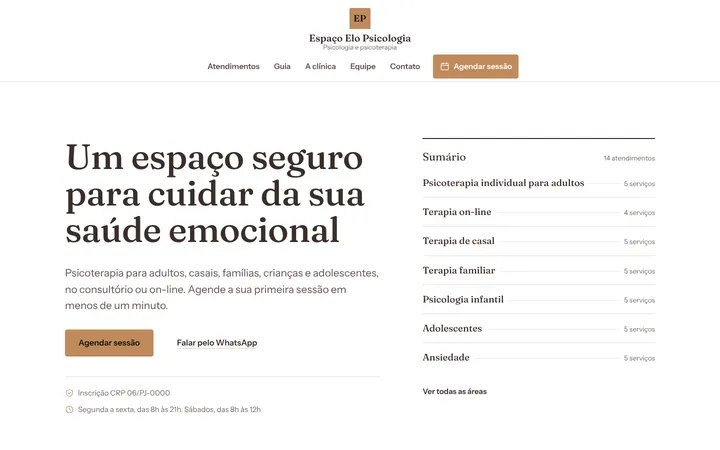 EP
Espaço Elo Psicologia
Psicologia e psicoterapia
Atendimentos Guia A clínica Equipe Contato Agendar sessão
Um espaço seguro
para cuidar da sua
saúde emocional
Psicoterapia para adultos, casais, famílias, crianças e adolescentes,
no consultório ou on-line. Agende a sua primeira sessão em
menos de um minuto.
Agendar sessão Falar pelo WhatsApp
Inscrição CRP 06/PJ-0000
Segunda a sexta, das 8h às 21h. Sábados, das 8h às 12h
Sumário 14 atendimentos
Psicoterapia individual para adultos 5 serviços
Terapia on-line 4 serviços
Terapia de casal 5 serviços
Terapia familiar 5 serviços
Psicologia infantil 5 serviços
Adolescentes 5 serviços
Ansiedade 5 serviços
Ver todas as áreas